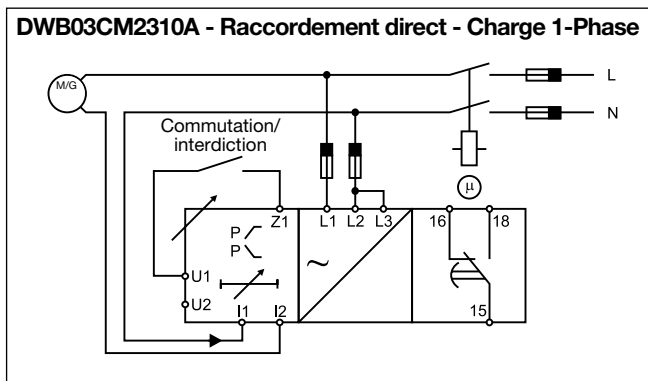 DWB03CM2310A - Raccordement direct - Charge 1-Phase
M/G
L
N
Commutation/
interdiction
µ
Z1
L1
L2
L3
16
18
P
P
~
U1
U2
I1
I2
15